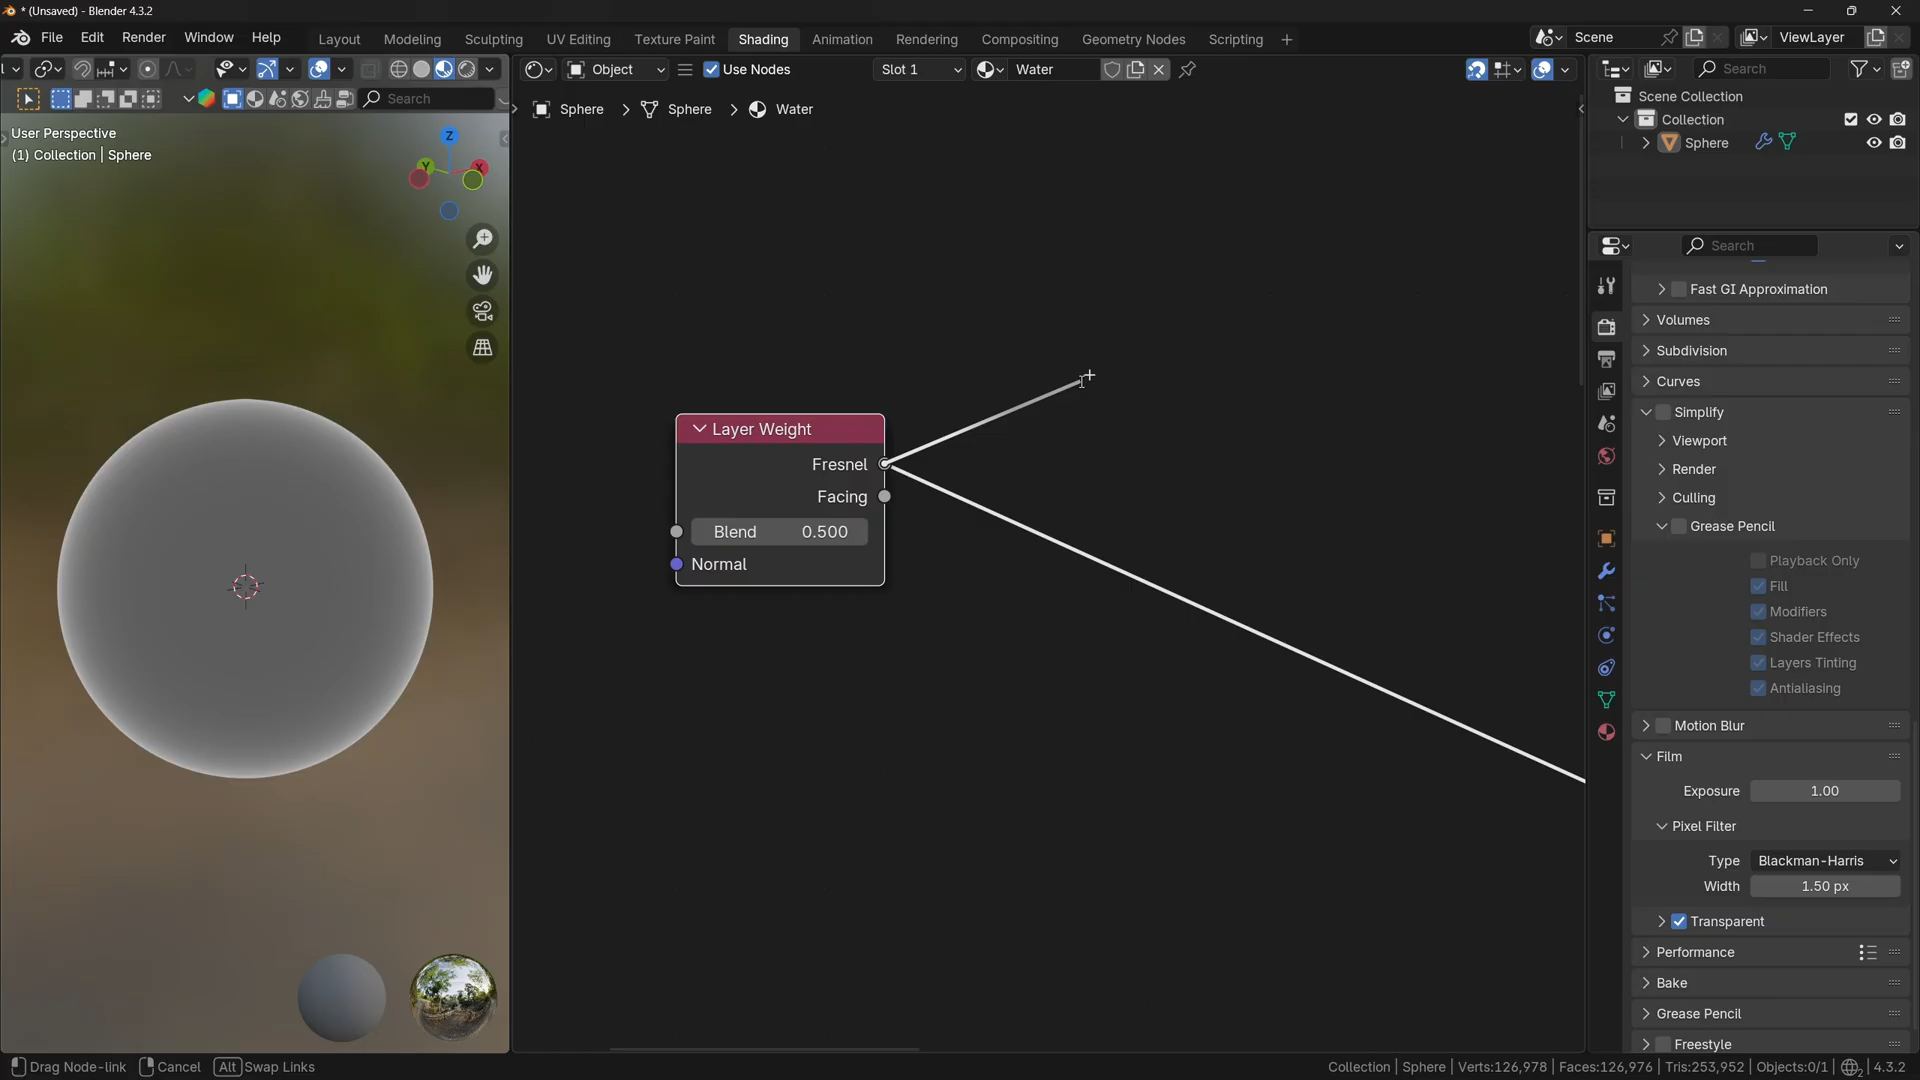 * (Unsaved) - Blender 4.3.2
File Edit Render Window Help Layout Modeling Sculpting UV Editing Texture Paint Shading Animation Rendering Compositing Geometry Nodes Scripting + Scene ViewLayer
Object Use Nodes Slot 1 Water Search
Search
Sphere > Sphere > Water
Scene Collection
Collection
Sphere
User Perspective
(1) Collection | Sphere
Z
Y
X
Layer Weight
Fresnel
Facing
Blend 0.500
Normal
Search
Fast GI Approximation
Volumes
Subdivision
Curves
Simplify
Viewport
Render
Culling
Grease Pencil
Playback Only
Fill
Modifiers
Shader Effects
Layers Tinting
Antialiasing
Motion Blur
Film
Exposure 1.00
Pixel Filter
Type Blackman-Harris
Width 1.50 px
Transparent
Performance
Bake
Grease Pencil
Freestyle
Drag Node-link Cancel Alt Swap Links
Collection | Sphere | Verts:126,978 | Faces:126,976 | Tris:253,952 | Objects:0/1 | 4.3.2